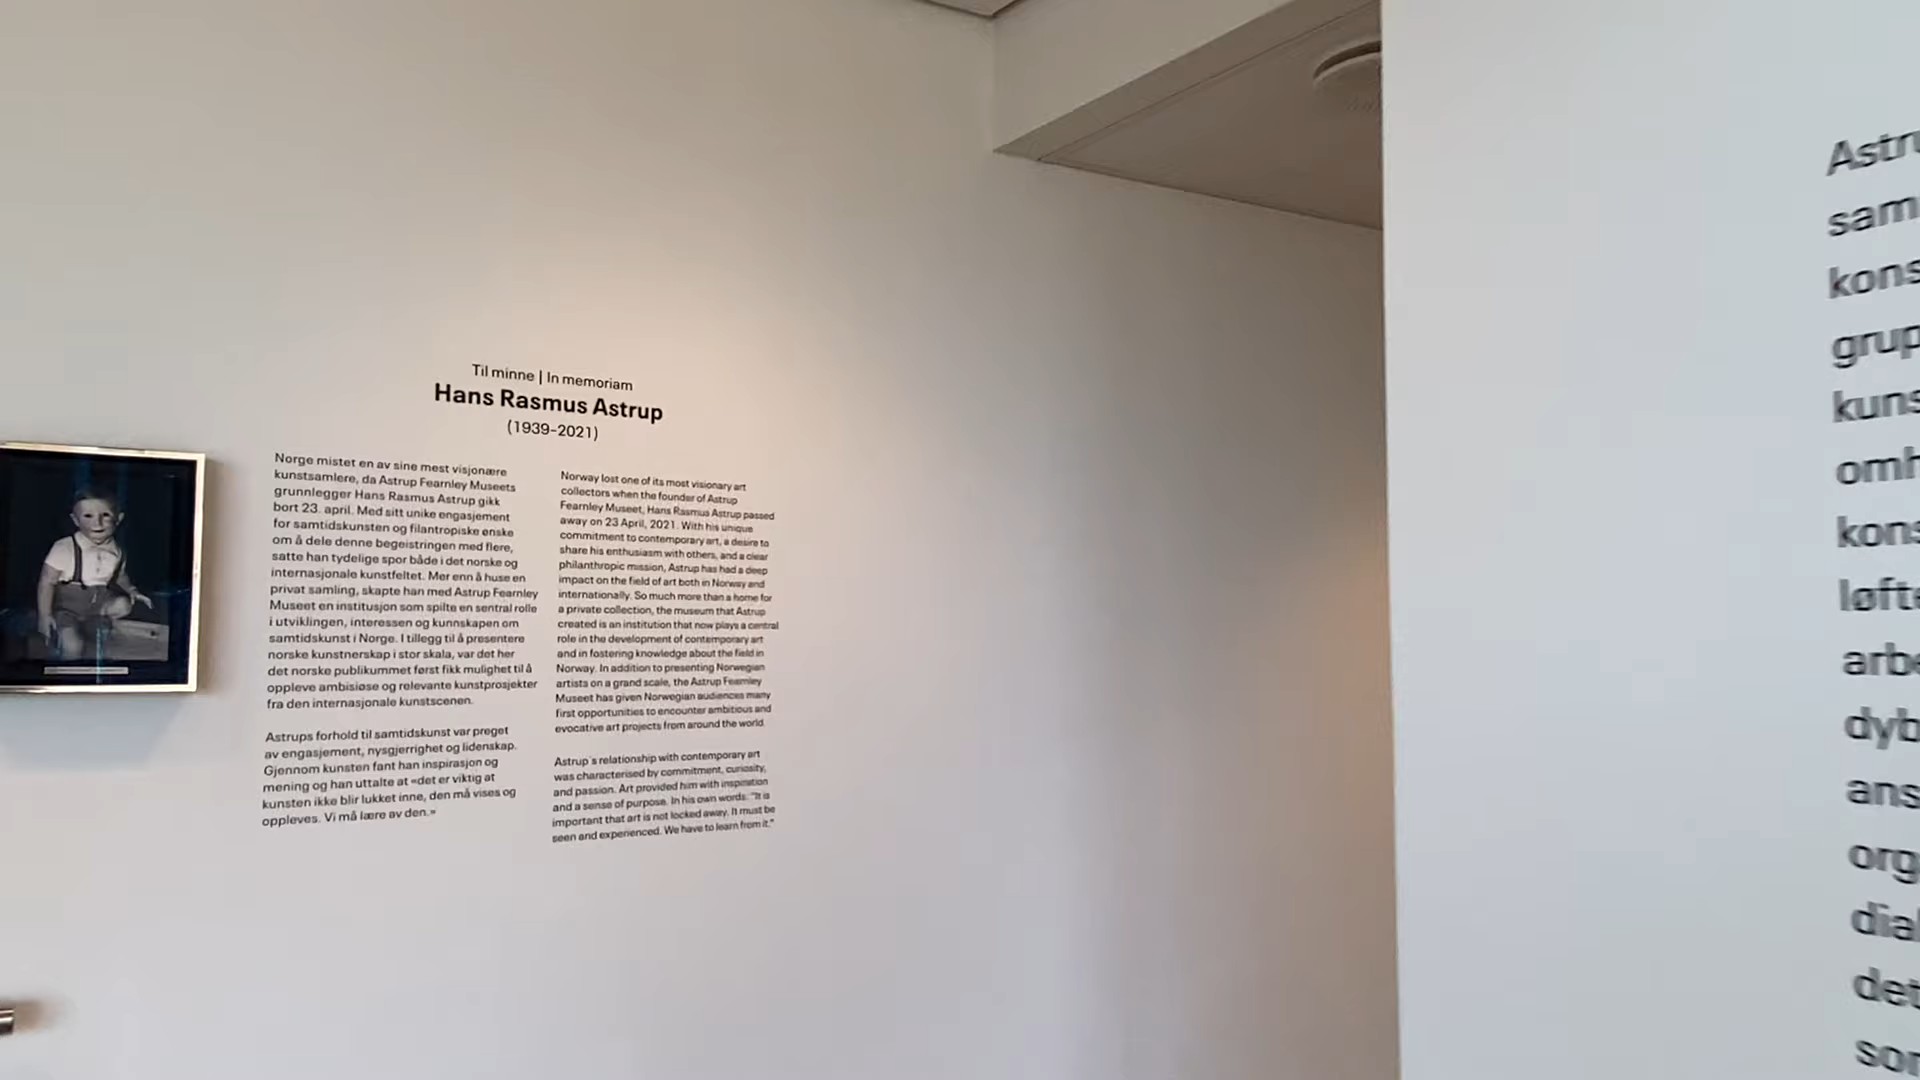 Til minne | In memoriam
Hans Rasmus Astrup
(1939-2021)
Norge mistet en av sine mest visjonære
kunstsamlere, da Astrup Fearnley Museets
grunnlegger Hans Rasmus Astrup gikk
bort 23. april. Med sitt unike engasjement
for samtidskunsten og filantropiske ønske
om å dele denne begeistringen med flere,
satte han tydelige spor både i det norske og
internasjonale kunstfeltet. Mer enn å huse en
privat samling, skapte han med Astrup Fearnley
Museet en institusjon som spilte en sentral rolle
i utviklingen, interessen og kunnskapen om
samtidskunst i Norge. I tillegg til å presentere
norske kunstnerskap i stor skala, var det her
det norske publikummet først fikk mulighet til å
oppleve ambisiøse og relevante kunstprosjekter
fra den internasjonale kunstscenen.
Astrups forhold til samtidskunst var preget
av engasjement, nysgjerrighet og lidenskap.
Gjennom kunsten fant han inspirasjon og
mening og han uttalte at «det er viktig at
kunsten ikke blir lukket inne, den må vises og
oppleves. Vi må lære av den.»
Norway lost one of its most visionary art
collectors when the founder of Astrup
Fearnley Museet, Hans Rasmus Astrup passed
away on 23 April, 2021. With his unique
commitment to contemporary art, a desire to
share his enthusiasm with others, and a clear
philanthropic mission, Astrup has had a deep
impact on the field of art both in Norway and
internationally. So much more than a home for
a private collection, the museum that Astrup
created is an institution that now plays a central
role in the development of contemporary art
and in fostering knowledge about the field in
Norway. In addition to presenting Norwegian
artists on a grand scale, the Astrup Fearnley
Museet has given Norwegian audiences many
first opportunities to encounter ambitious and
evocative art projects from around the world.
Astrup's relationship with contemporary art
was characterised by commitment, curiosity,
and passion. Art provided him with inspiration
and a sense of purpose. In his own words: "It is
important that art is not locked away. It must be
seen and experienced. We have to learn from it."
Astru
sam
kons
grup
kuns
omh
kons
løfte
arbe
dyb
ans
org
dial
det
som